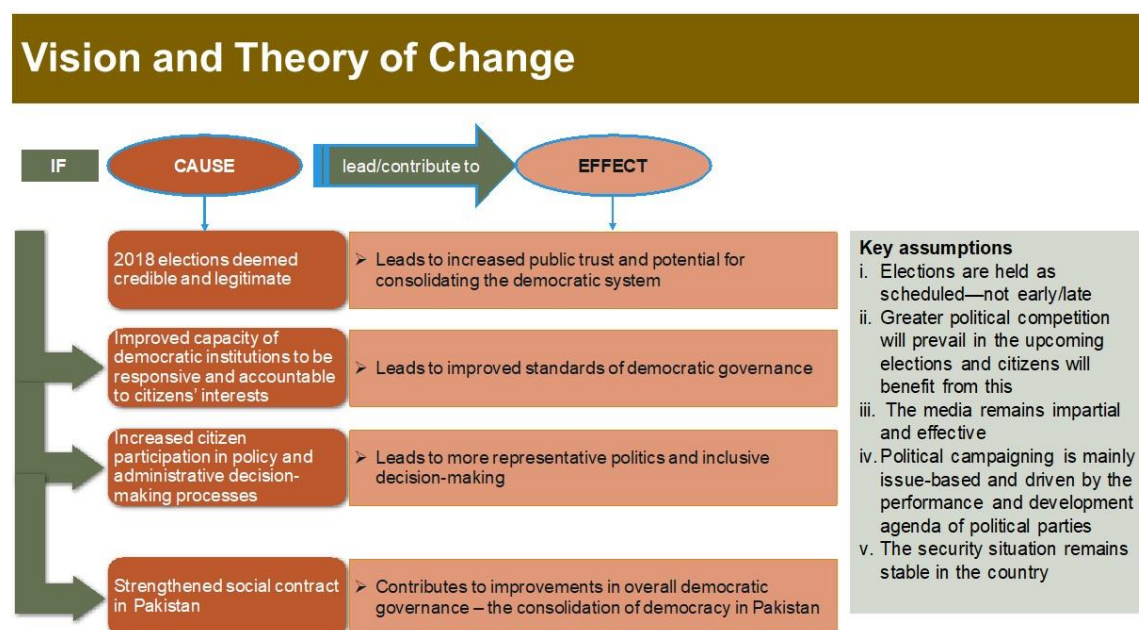 Vision and Theory of Change
IF
CAUSE
lead/contribute to
EFFECT
2018 elections deemed
credible and legitimate
➢ Leads to increased public trust and potential for
consolidating the democratic system
Improved capacity of
democratic institutions to be
responsive and accountable
to citizens’ interests
➢ Leads to improved standards of democratic governance
Increased citizen
participation in policy and
administrative decision-
making processes
➢ Leads to more representative politics and inclusive
decision-making
Strengthened social contract
in Pakistan
➢ Contributes to improvements in overall democratic
governance – the consolidation of democracy in Pakistan
Key assumptions
i. Elections are held as
scheduled—not early/late
ii. Greater political competition
will prevail in the upcoming
elections and citizens will
benefit from this
iii. The media remains impartial
and effective
iv. Political campaigning is mainly
issue-based and driven by the
performance and development
agenda of political parties
v. The security situation remains
stable in the country